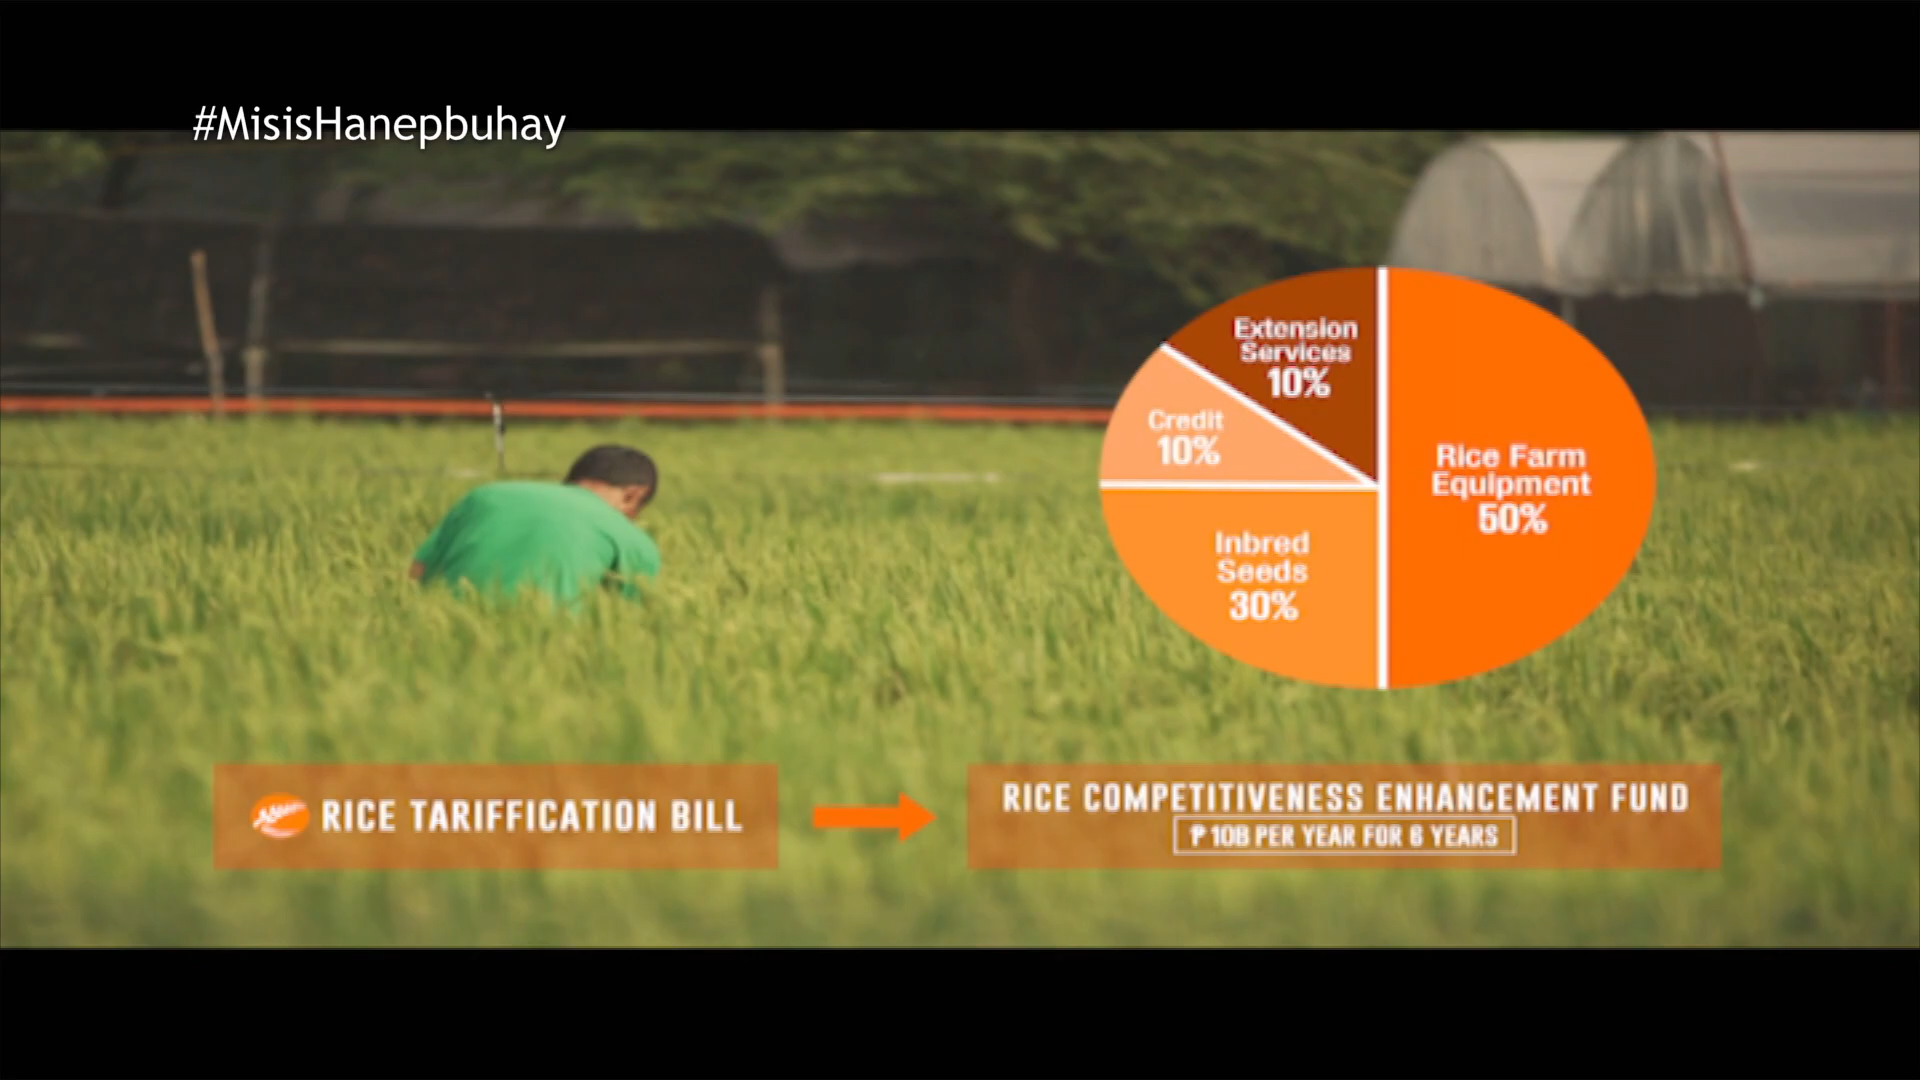 #MisisHanepbuhay
Extension
Services
10%
Credit
10%
Rice Farm
Equipment
50%
Inbred
Seeds
30%
RICE TARIFFICATION BILL
RICE COMPETITIVENESS ENHANCEMENT FUND
₱10B PER YEAR FOR 6 YEARS